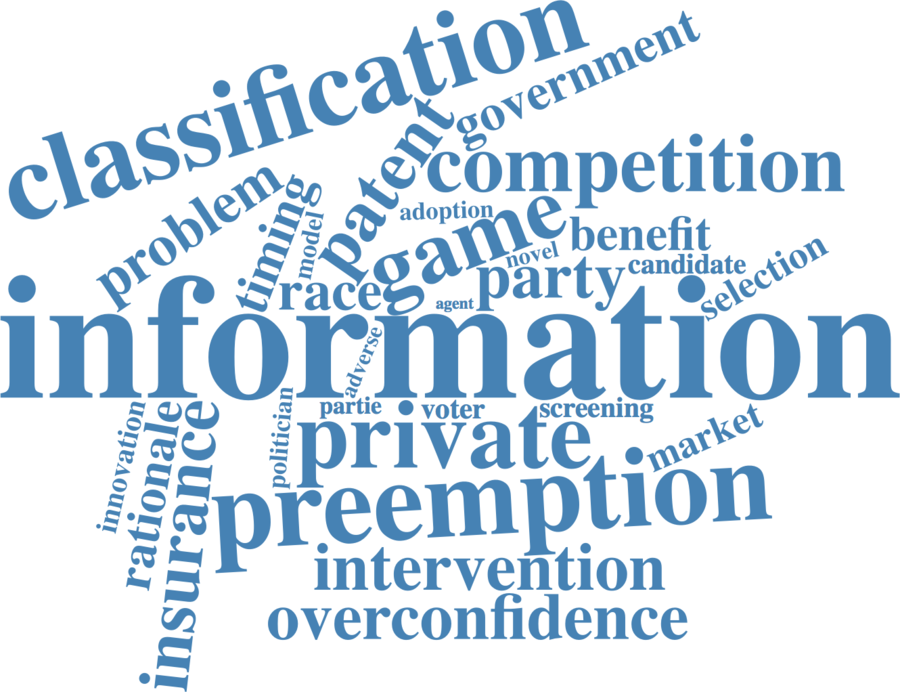 classification
government
patent
competition
problem
timing
model
adoption
game
benefit
novel
party
candidate
selection
race
agent
information
adverse
partie
voter
screening
politician
innovation
rationale
insurance
private
market
preemption
intervention
overconfidence